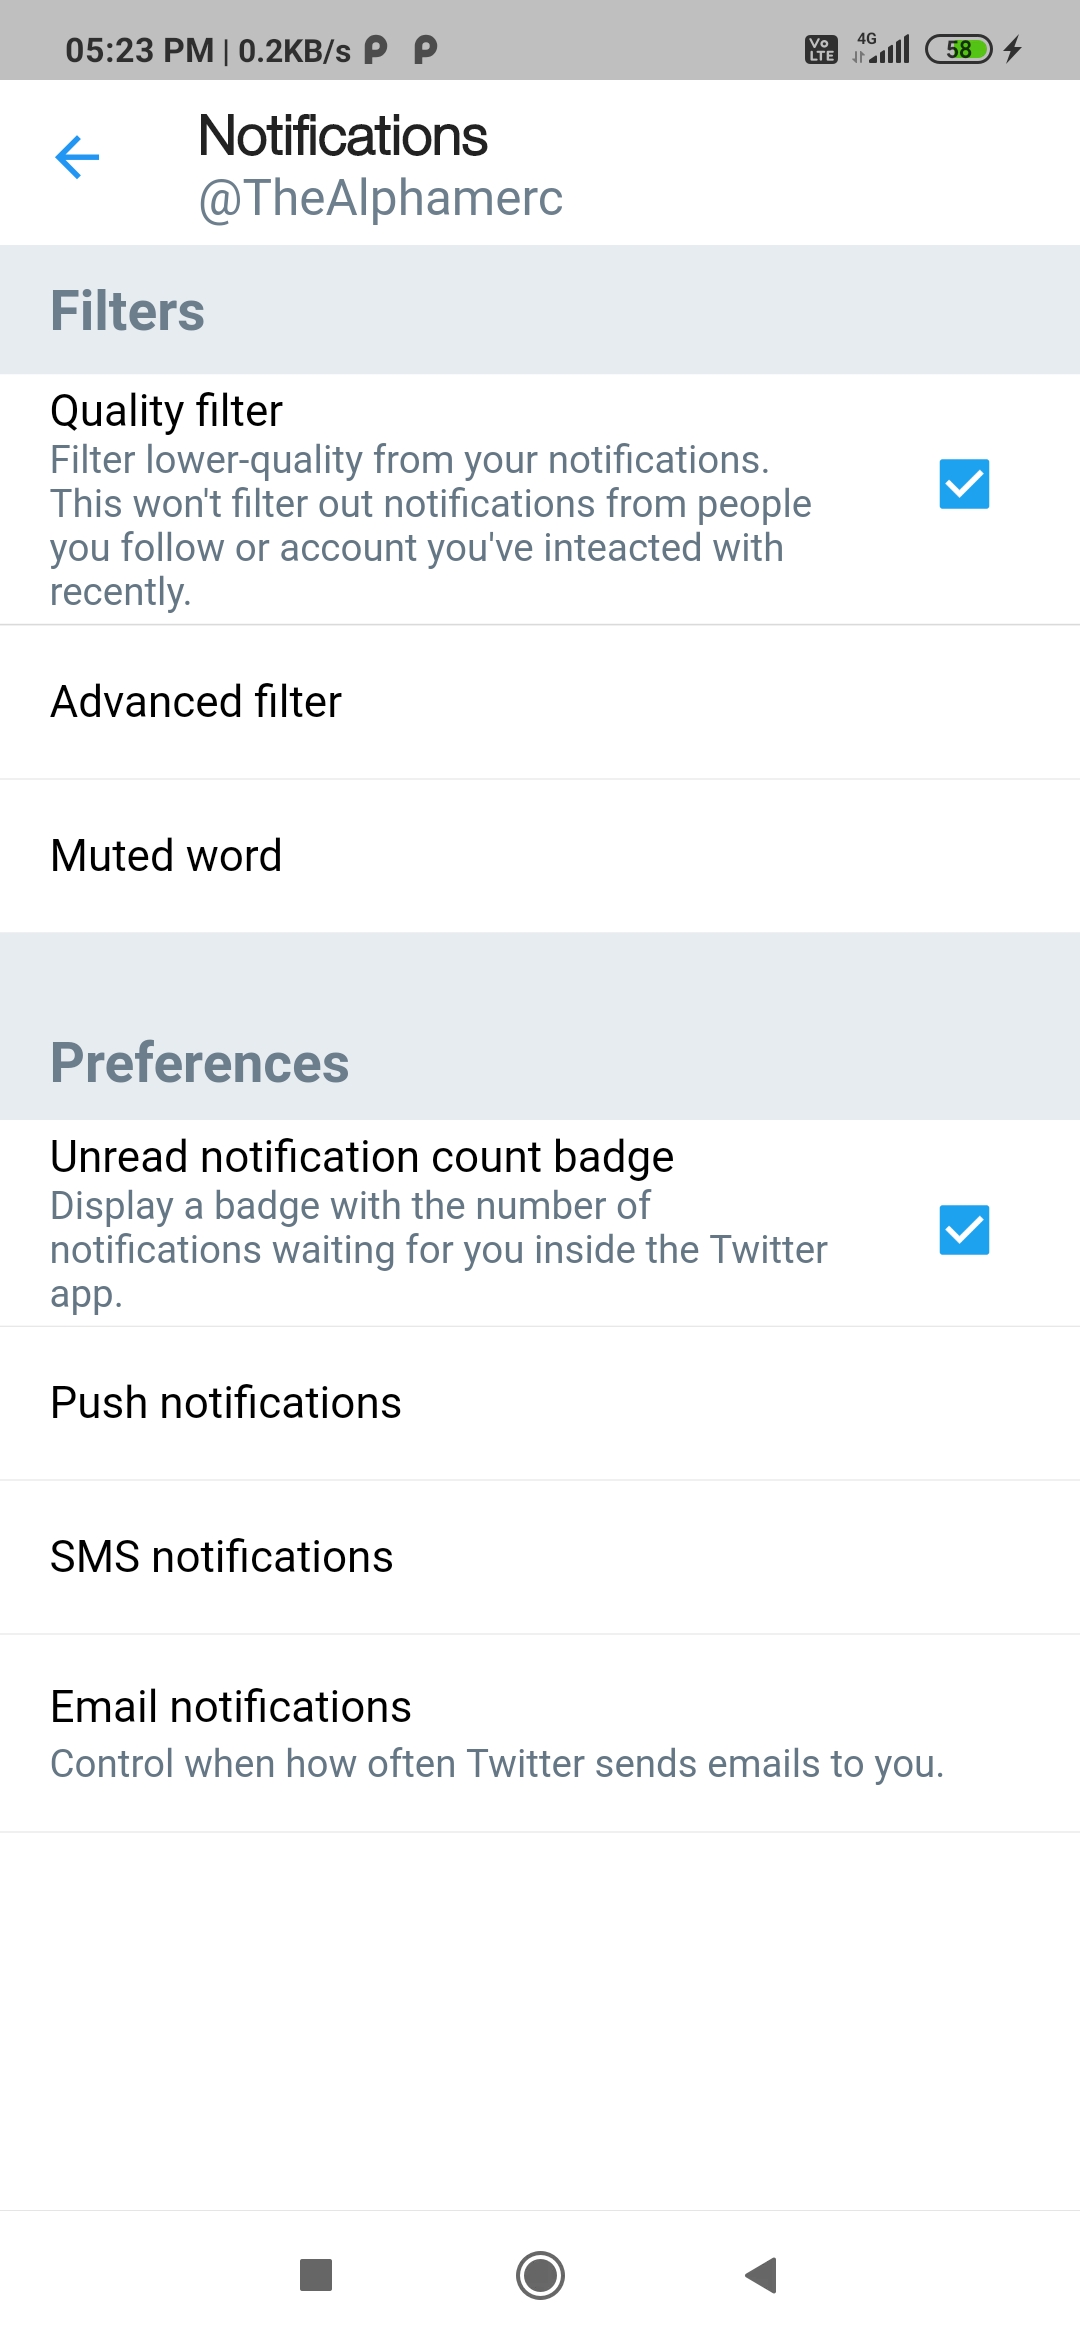 05:23 PM | 0.2KB/s
Vo LTE 4G 58
Notifications
@TheAlphamerc
Filters
Quality filter
Filter lower-quality from your notifications.
This won't filter out notifications from people
you follow or account you've inteacted with
recently.
Advanced filter
Muted word
Preferences
Unread notification count badge
Display a badge with the number of
notifications waiting for you inside the Twitter
app.
Push notifications
SMS notifications
Email notifications
Control when how often Twitter sends emails to you.